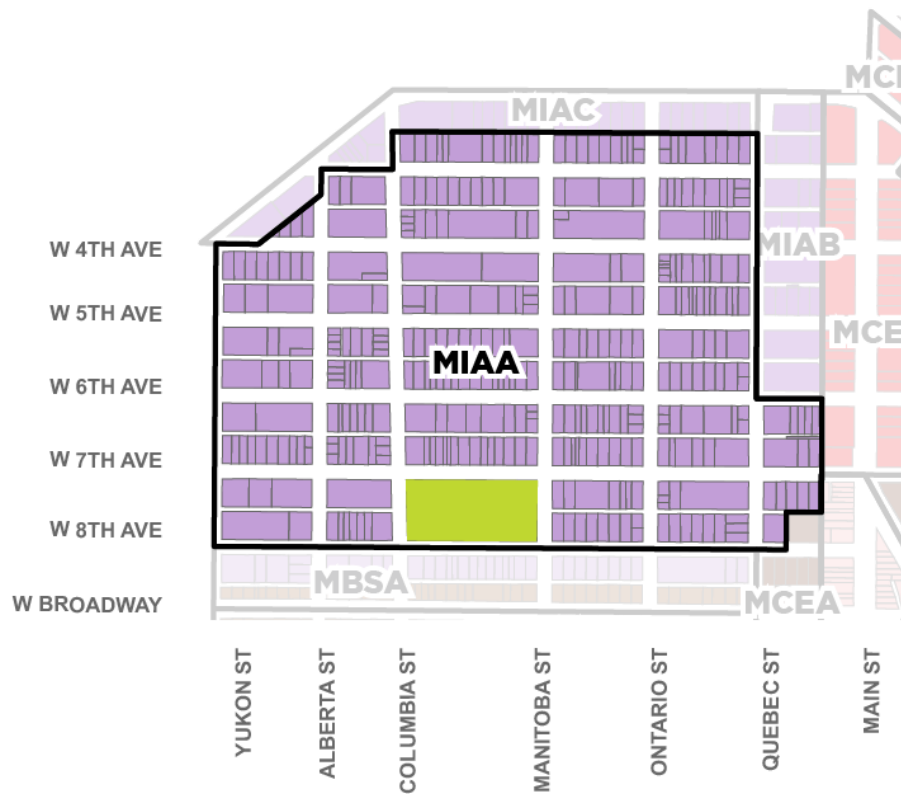 MCE
MIAC
W 4TH AVE
MIAB
W 5TH AVE
MCE
MIAA
W 6TH AVE
W 7TH AVE
W 8TH AVE
MBSA
W BROADWAY
MCEA
YUKON ST
ALBERTA ST
COLUMBIA ST
MANITOBA ST
ONTARIO ST
QUEBEC ST
MAIN ST